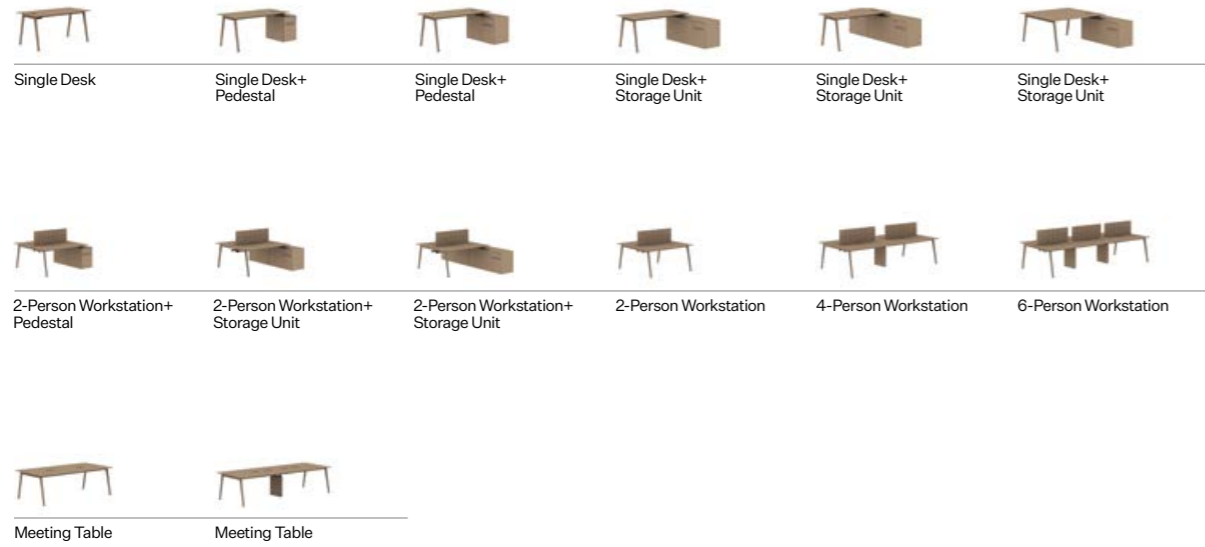 Single Desk
Single Desk+
Pedestal
Single Desk+
Pedestal
Single Desk+
Storage Unit
Single Desk+
Storage Unit
Single Desk+
Storage Unit
2-Person Workstation+
Pedestal
2-Person Workstation+
Storage Unit
2-Person Workstation+
Storage Unit
2-Person Workstation
4-Person Workstation
6-Person Workstation
Meeting Table
Meeting Table